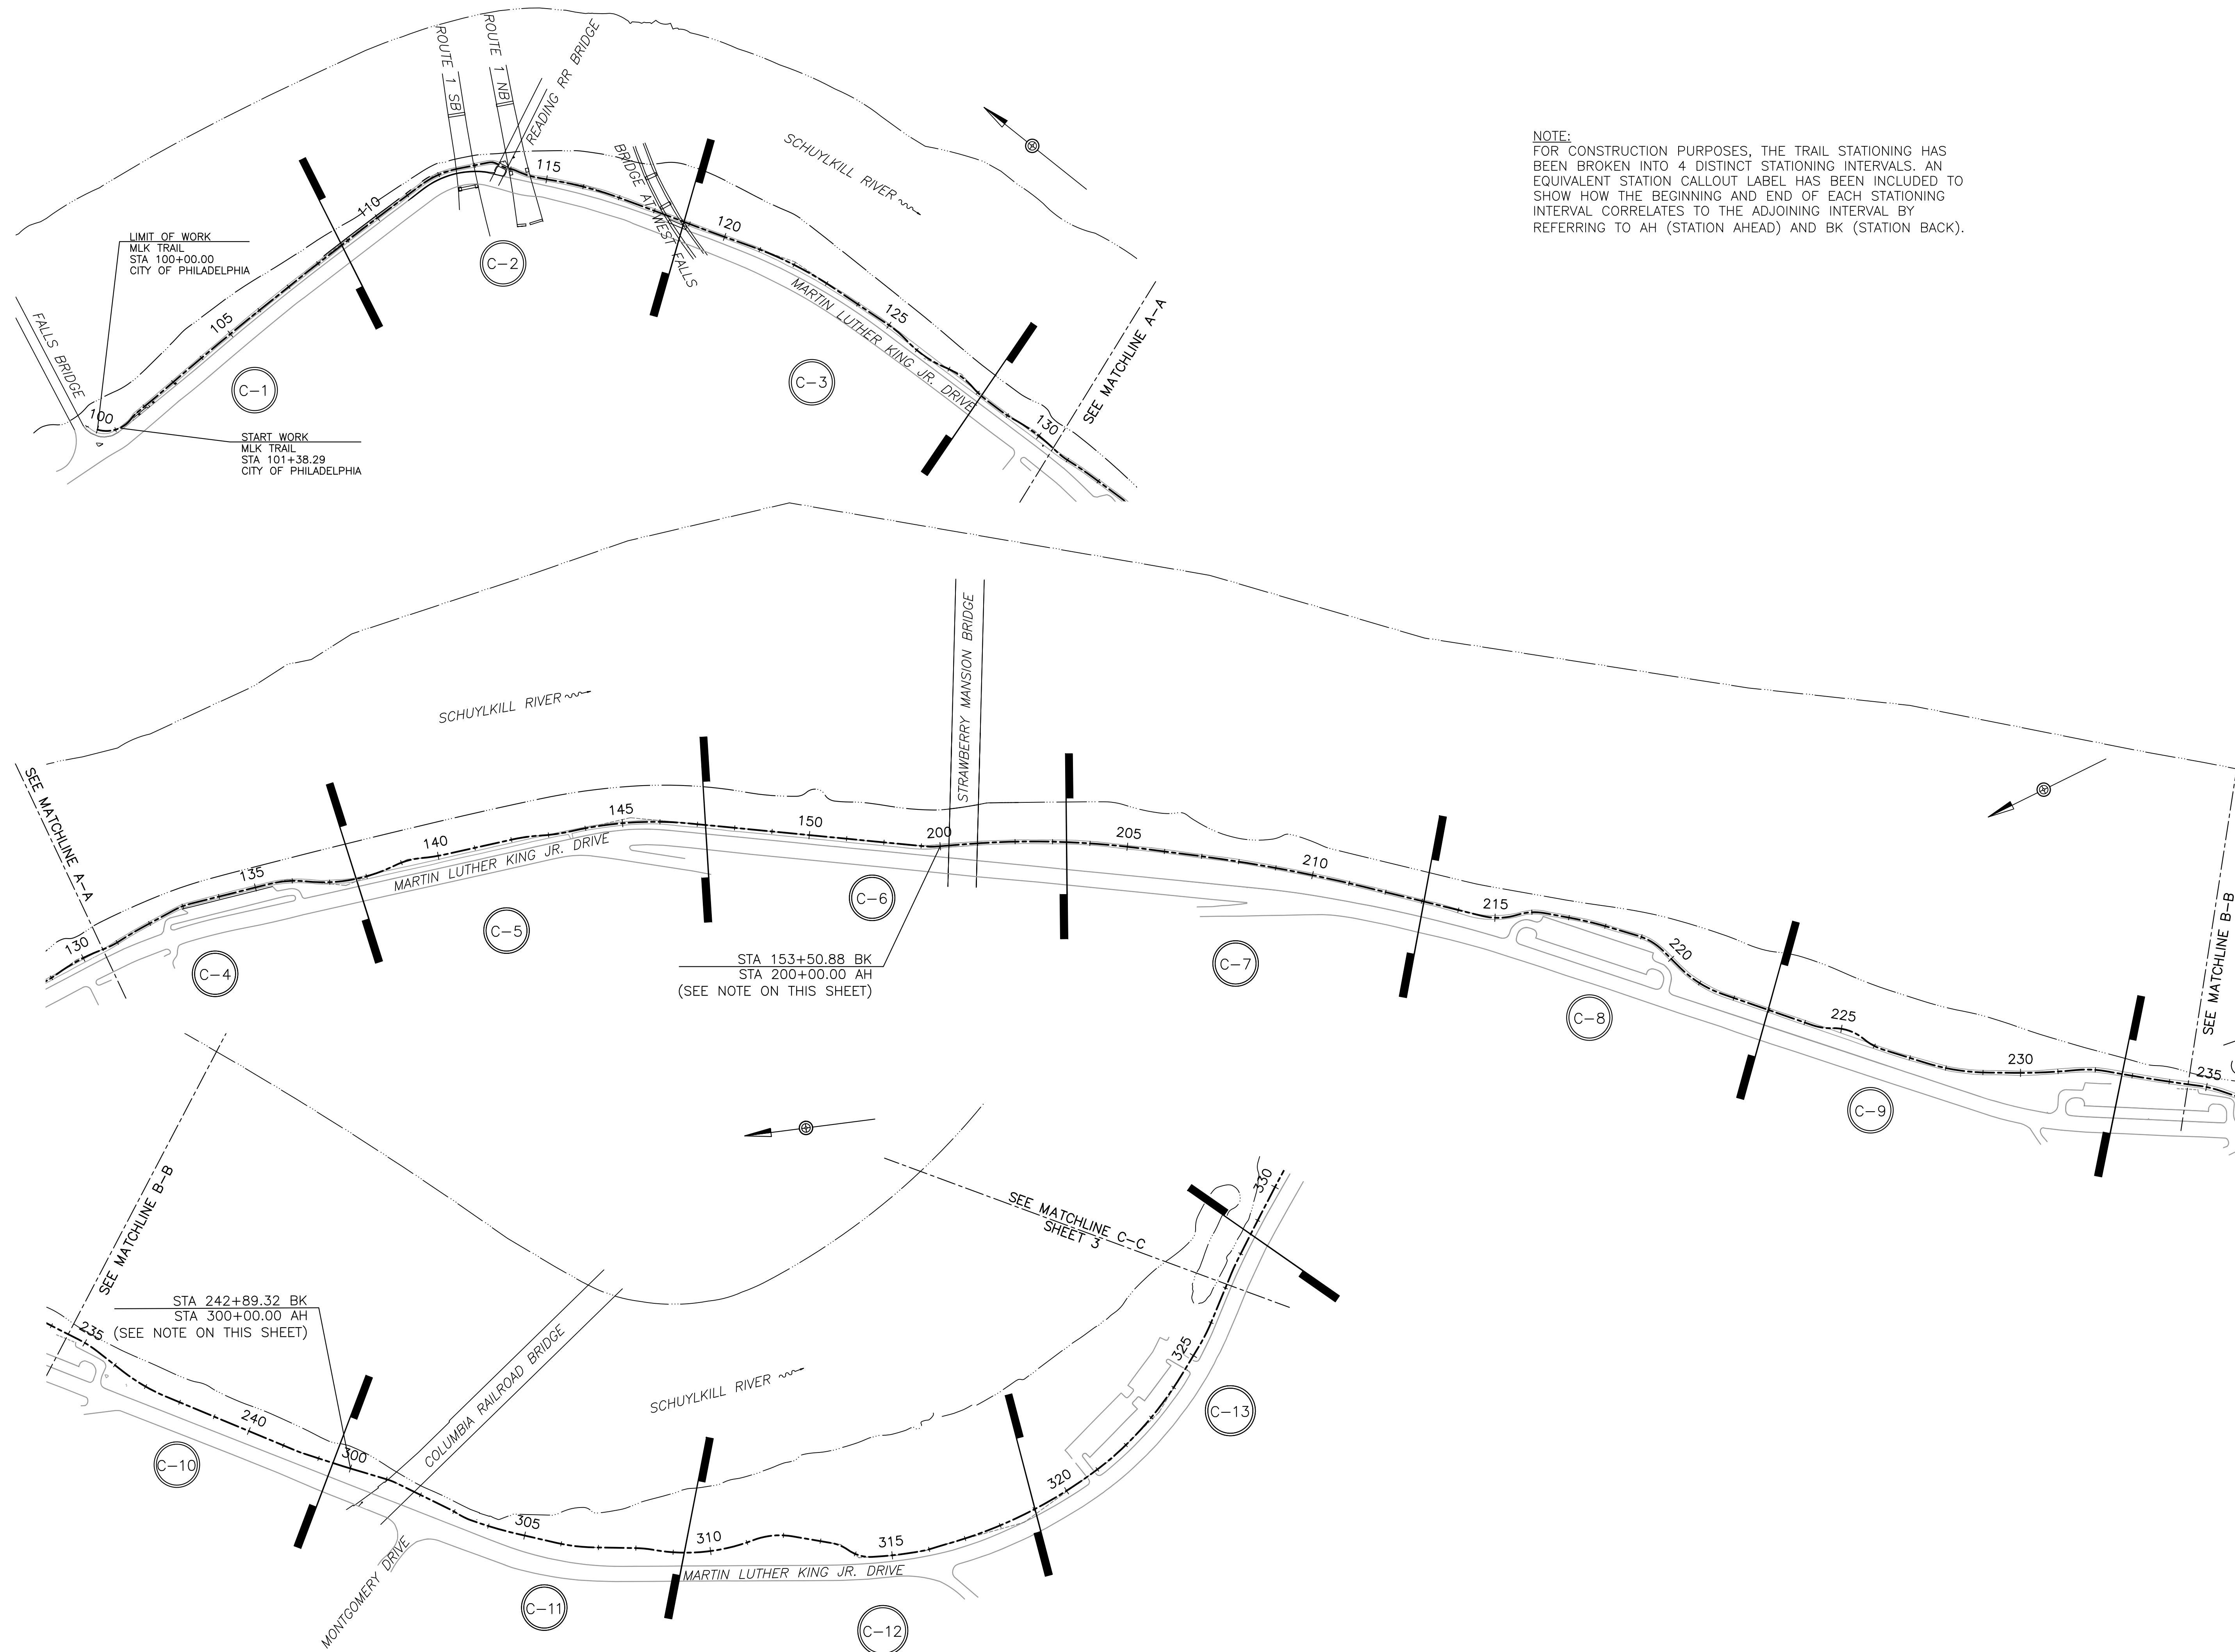 ROUTE 1 SB
ROUTE 1 NB
READING RR BRIDGE
BRIDGE AT WEST FALLS
SCHUYLKILL RIVER
NOTE:
FOR CONSTRUCTION PURPOSES, THE TRAIL STATIONING HAS
BEEN BROKEN INTO 4 DISTINCT STATIONING INTERVALS. AN
EQUIVALENT STATION CALLOUT LABEL HAS BEEN INCLUDED TO
SHOW HOW THE BEGINNING AND END OF EACH STATIONING
INTERVAL CORRELATES TO THE ADJOINING INTERVAL BY
REFERRING TO AH (STATION AHEAD) AND BK (STATION BACK).
LIMIT OF WORK
MLK TRAIL
STA 100+00.00
CITY OF PHILADELPHIA
FALLS BRIDGE
100
105
110
115
120
125
130
C-1
C-2
C-3
MARTIN LUTHER KING JR. DRIVE
SEE MATCHLINE A-A
START WORK
MLK TRAIL
STA 101+38.29
CITY OF PHILADELPHIA
SEE MATCHLINE A-A
SCHUYLKILL RIVER
STRAWBERRY MANSION BRIDGE
130
135
140
145
150
200
205
210
215
220
225
230
235
MARTIN LUTHER KING JR. DRIVE
C-4
C-5
C-6
C-7
C-8
C-9
STA 153+50.88 BK
STA 200+00.00 AH
(SEE NOTE ON THIS SHEET)
SEE MATCHLINE B-B
SEE MATCHLINE B-B
STA 242+89.32 BK
STA 300+00.00 AH
(SEE NOTE ON THIS SHEET)
235
240
300
305
310
315
320
325
330
COLUMBIA RAILROAD BRIDGE
SCHUYLKILL RIVER
SEE MATCHLINE C-C
SHEET 3
MONTGOMERY DRIVE
MARTIN LUTHER KING JR. DRIVE
C-10
C-11
C-12
C-13